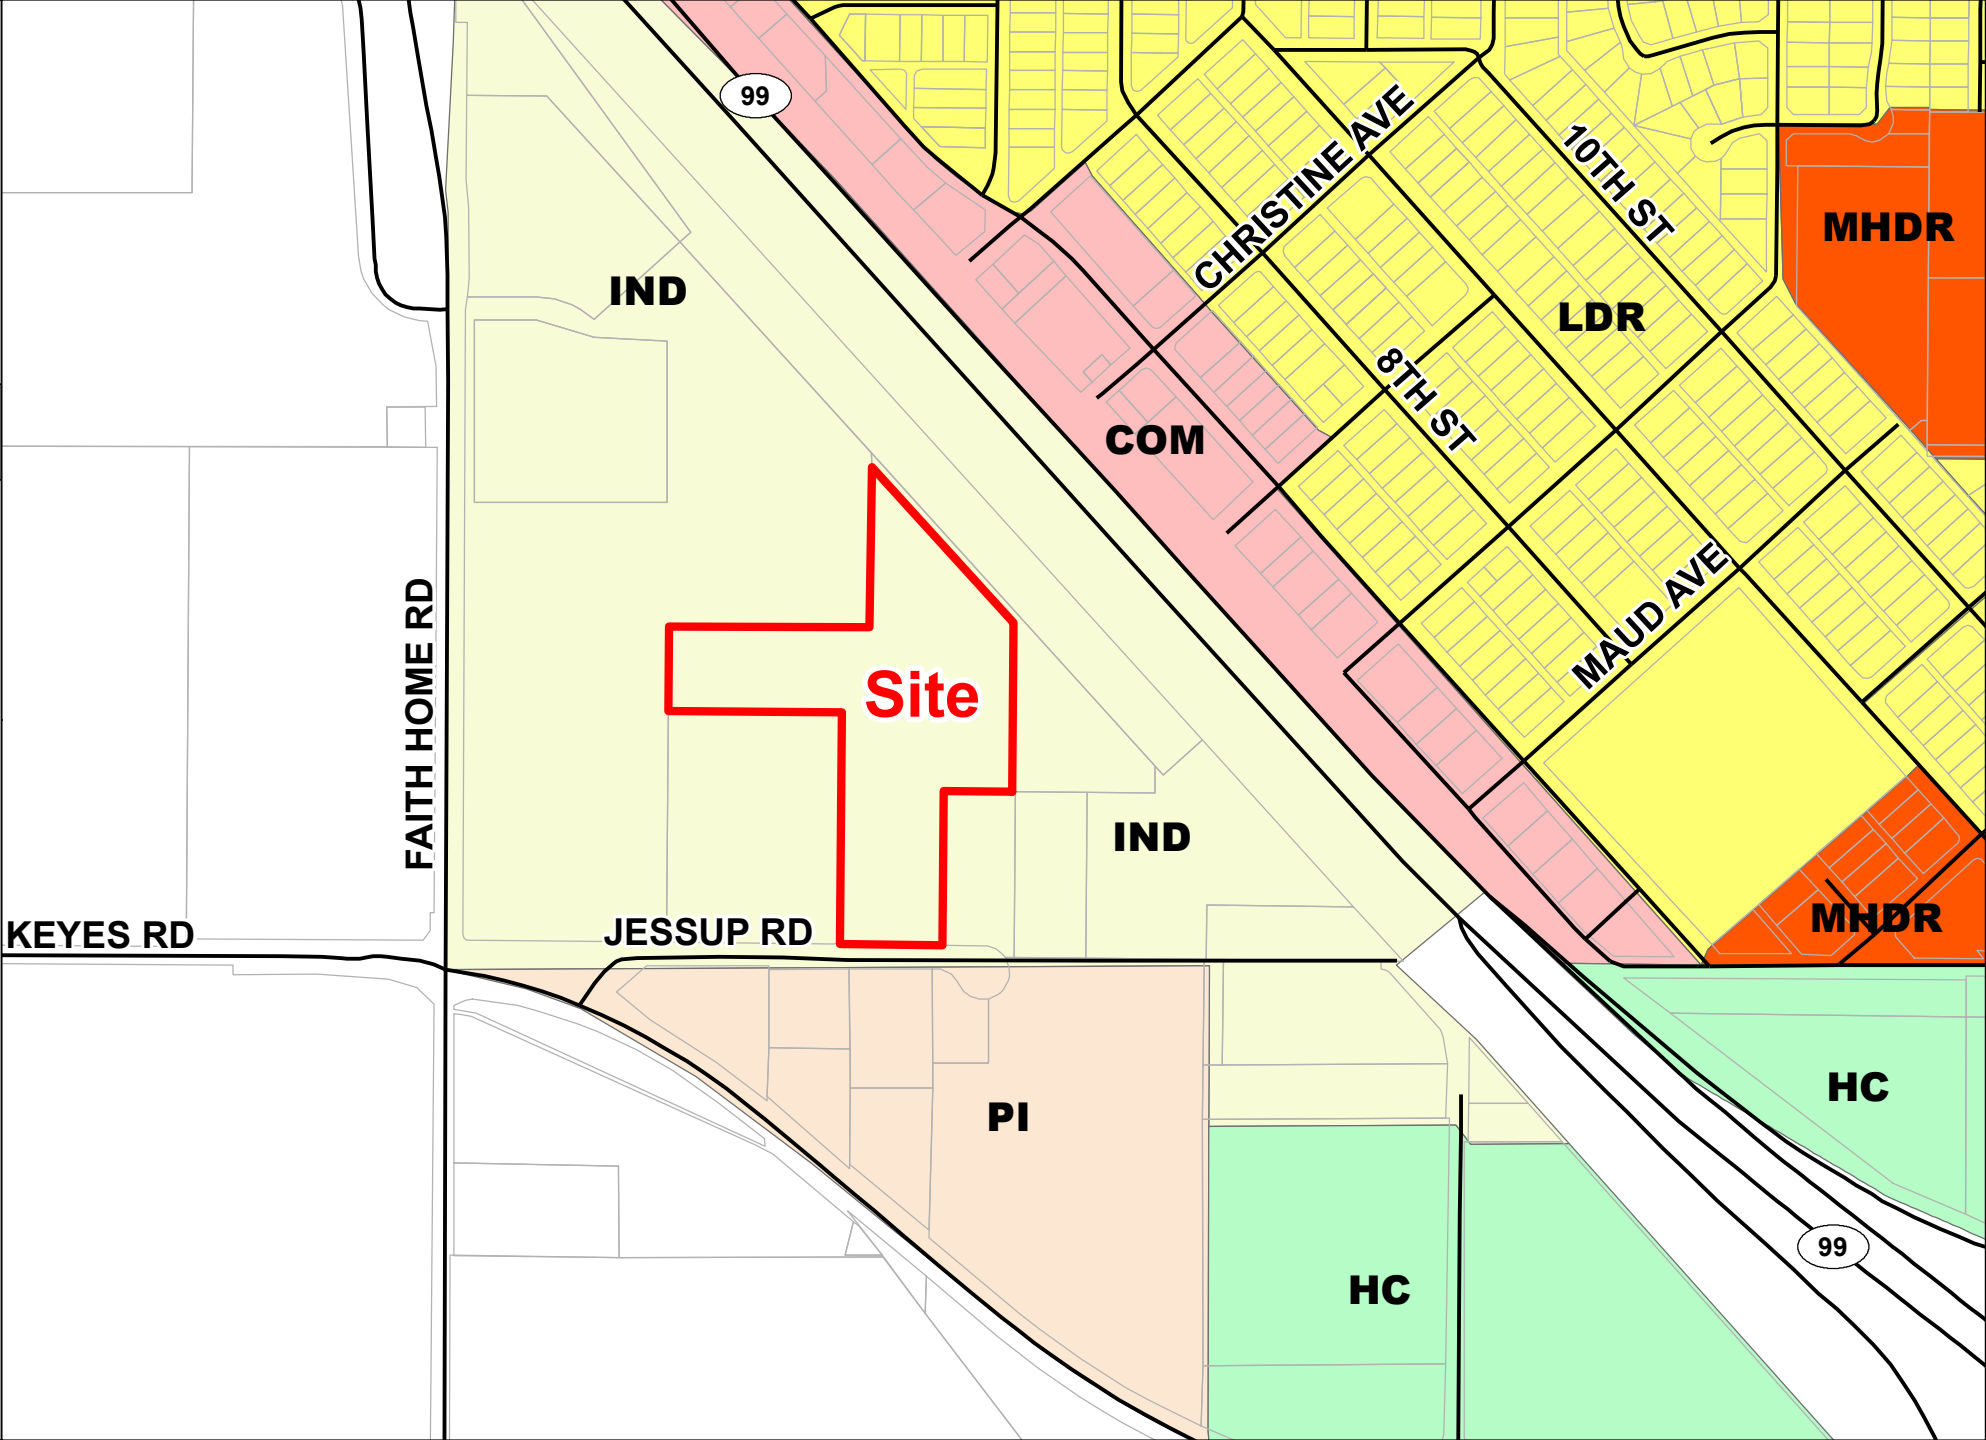 99
CHRISTINE AVE
10TH ST
MHDR
IND
LDR
8TH ST
COM
MAUD AVE
FAITH HOME RD
Site
IND
KEYES RD
JESSUP RD
MHDR
PI
HC
HC
99